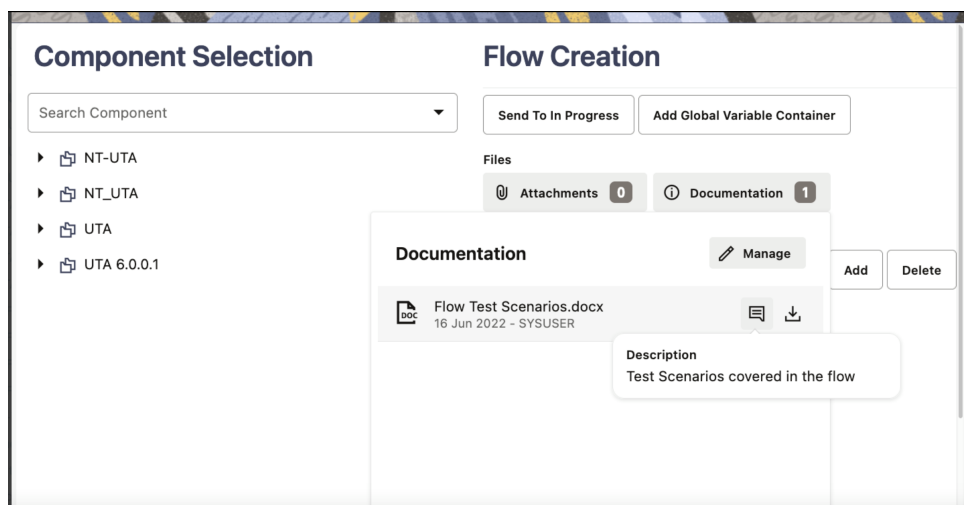 Component Selection
Search Component
NT-UTA
NT_UTA
UTA
UTA 6.0.0.1
Flow Creation
Send To In Progress
Add Global Variable Container
Files
Attachments 0
Documentation 1
Add
Delete
Documentation
Manage
DOC
Flow Test Scenarios.docx
16 Jun 2022 - SYSUSER
Description
Test Scenarios covered in the flow